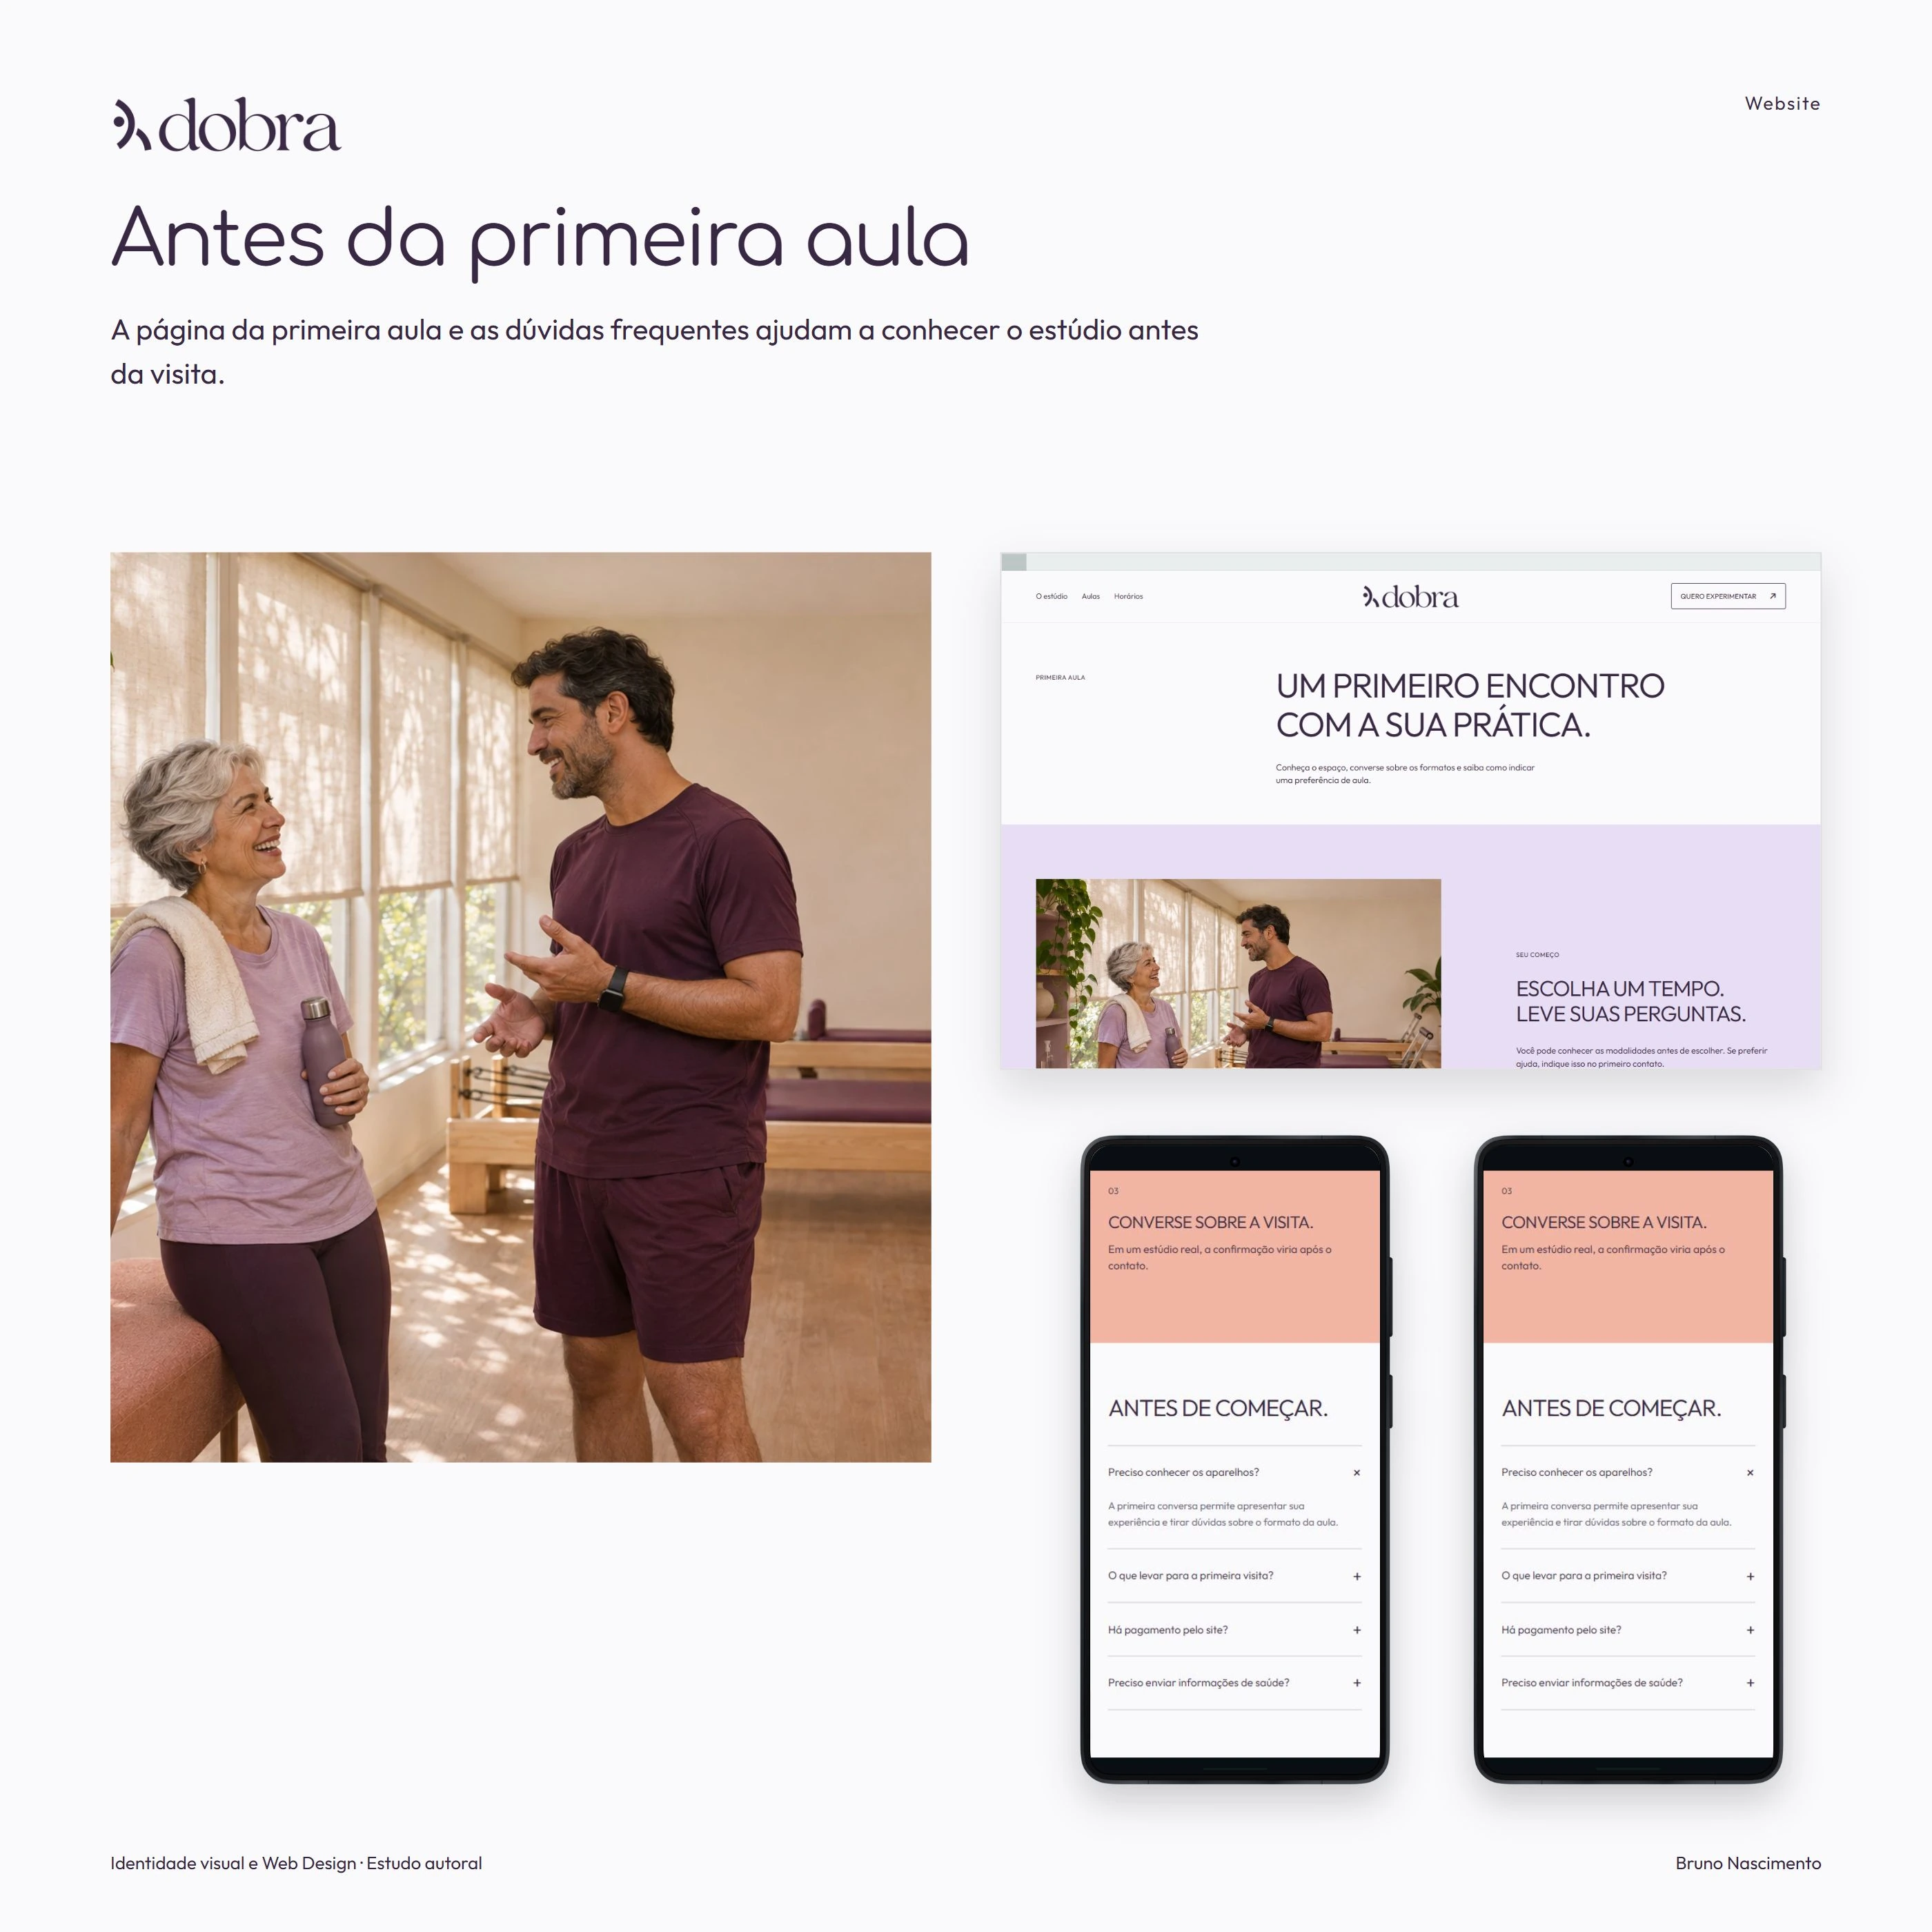 dobra
Website
Antes da primeira aula
A página da primeira aula e as dúvidas frequentes ajudam a conhecer o estúdio antes
da visita.
O estúdio Aulas Horários
dobra
QUERO EXPERIMENTAR
PRIMEIRA AULA
UM PRIMEIRO ENCONTRO
COM A SUA PRÁTICA.
Conheça o espaço, converse sobre os formatos e saiba como indicar
uma preferência de aula.
SEU COMEÇO
ESCOLHA UM TEMPO.
LEVE SUAS PERGUNTAS.
Você pode conhecer as modalidades antes de escolher. Se preferir
ajuda, indique isso no primeiro contato.
03
CONVERSE SOBRE A VISITA.
Em um estúdio real, a confirmação viria após o
contato.
ANTES DE COMEÇAR.
Preciso conhecer os aparelhos?
A primeira conversa permite apresentar sua
experiência e tirar dúvidas sobre o formato da aula.
O que levar para a primeira visita?
Há pagamento pelo site?
Preciso enviar informações de saúde?
03
CONVERSE SOBRE A VISITA.
Em um estúdio real, a confirmação viria após o
contato.
ANTES DE COMEÇAR.
Preciso conhecer os aparelhos?
A primeira conversa permite apresentar sua
experiência e tirar dúvidas sobre o formato da aula.
O que levar para a primeira visita?
Há pagamento pelo site?
Preciso enviar informações de saúde?
Identidade visual e Web Design · Estudo autoral
Bruno Nascimento